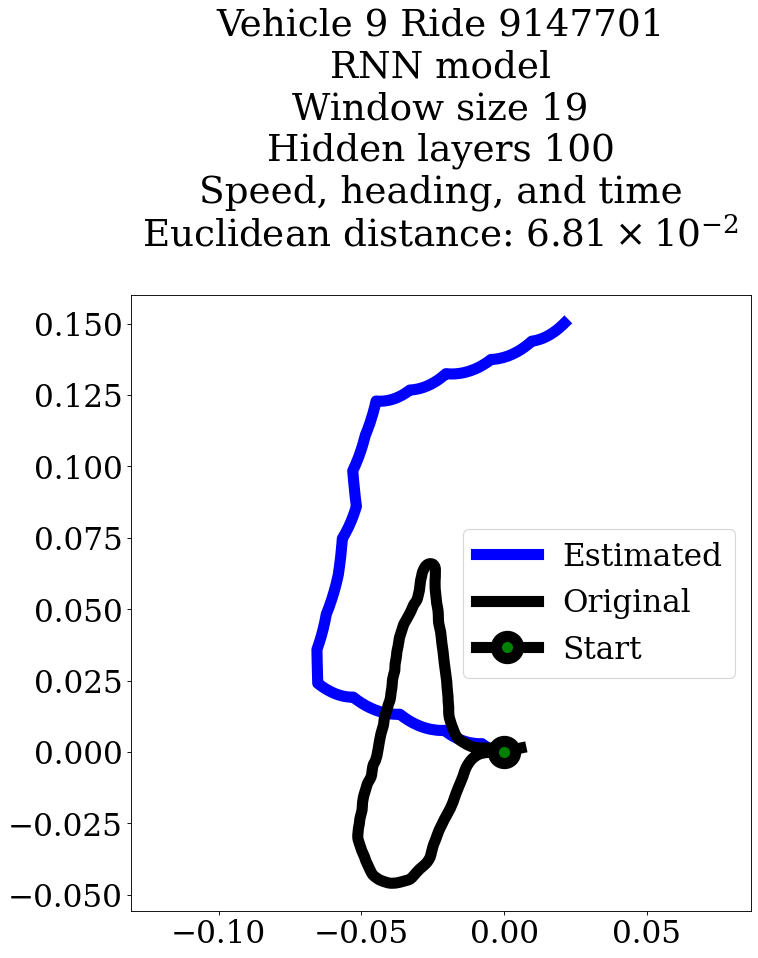 Vehicle 9 Ride 9147701
RNN model
Window size 19
Hidden layers 100
Speed, heading, and time
Euclidean distance: 6.81 × 10⁻²
0.150
0.125
0.100
0.075
0.050
0.025
0.000
−0.025
−0.050
Estimated
Original
Start
−0.10
−0.05
0.00
0.05